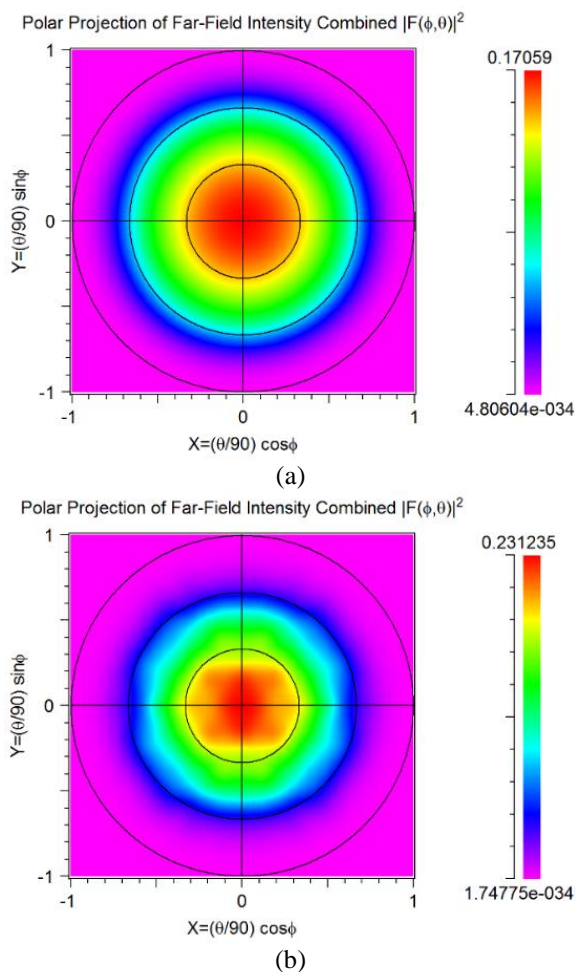 Polar Projection of Far-Field Intensity Combined |F(ϕ,θ)|²
1
0.17059
Y=(θ/90) sinϕ
0
-1
4.80604e-034
-1
0
1
X=(θ/90) cosϕ
(a)
Polar Projection of Far-Field Intensity Combined |F(ϕ,θ)|²
1
0.231235
Y=(θ/90) sinϕ
0
-1
1.74775e-034
-1
0
1
X=(θ/90) cosϕ
(b)